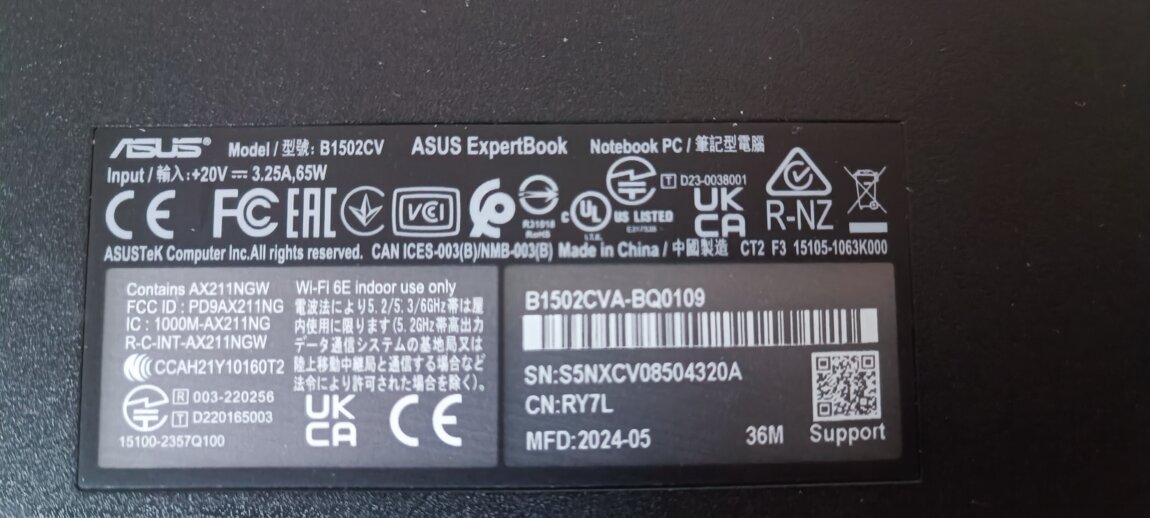 ASUS Model / 型號: B1502CV ASUS ExpertBook Notebook PC / 筆記型電腦
Input / 輸入:+20V ⎓ 3.25A,65W
D23-0038001
CE FC EAC VCI R31018 RoHS c UL US LISTED I.T.E. UK CA R-NZ
ASUSTeK Computer Inc.All rights reserved. CAN ICES-003(B)/NMB-003(B) Made in China / 中國製造 CT2 F3 15105-1063K000
Contains AX211NGW
FCC ID : PD9AX211NG
IC : 1000M-AX211NG
R-C-INT-AX211NGW
CCAH21Y10160T2
R 003-220256
T D220165003
15100-2357Q100
Wi-Fi 6E indoor use only
電波法により5.2/5.3/6GHz帯は屋
内使用に限ります(5.2GHz帯高出力
データ通信システムの基地局又は
陸上移動中継局と通信する場合など
法令により許可された場合を除く)。
UK CA CE
B1502CVA-BQ0109
SN:S5NXCV08504320A
CN:RY7L
MFD:2024-05 36M Support